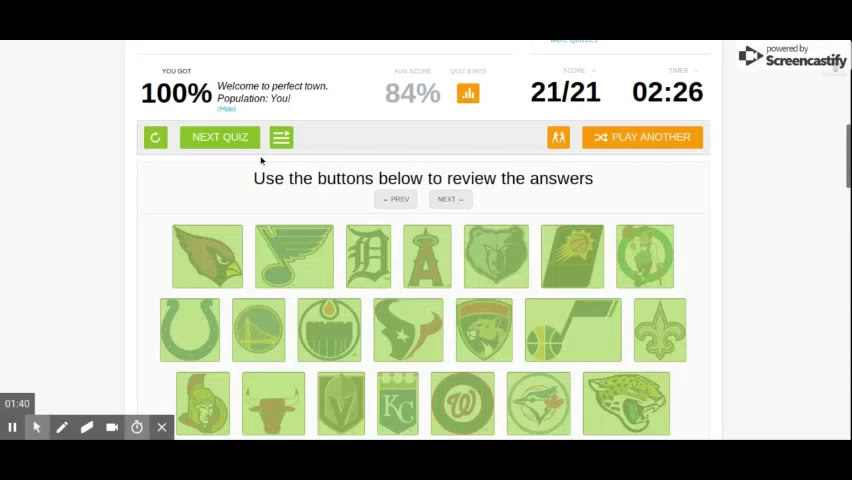 powered by
Screencastify
YOU GOT
AVG SCORE
QUIZ STATS
SCORE
TIMER
100%
Welcome to perfect town.
Population: You!
(Hide)
84%
21/21
02:26
NEXT QUIZ
PLAY ANOTHER
Use the buttons below to review the answers
← PREV
NEXT →
D
A
KC
W
01:40